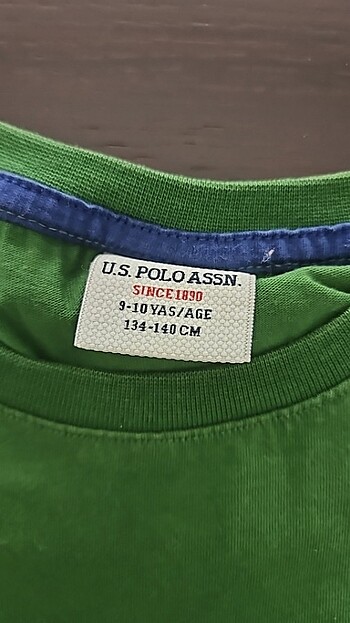 U.S. POLO ASSN.
SINCE 1890
9-10 YAS/AGE
134-140 CM